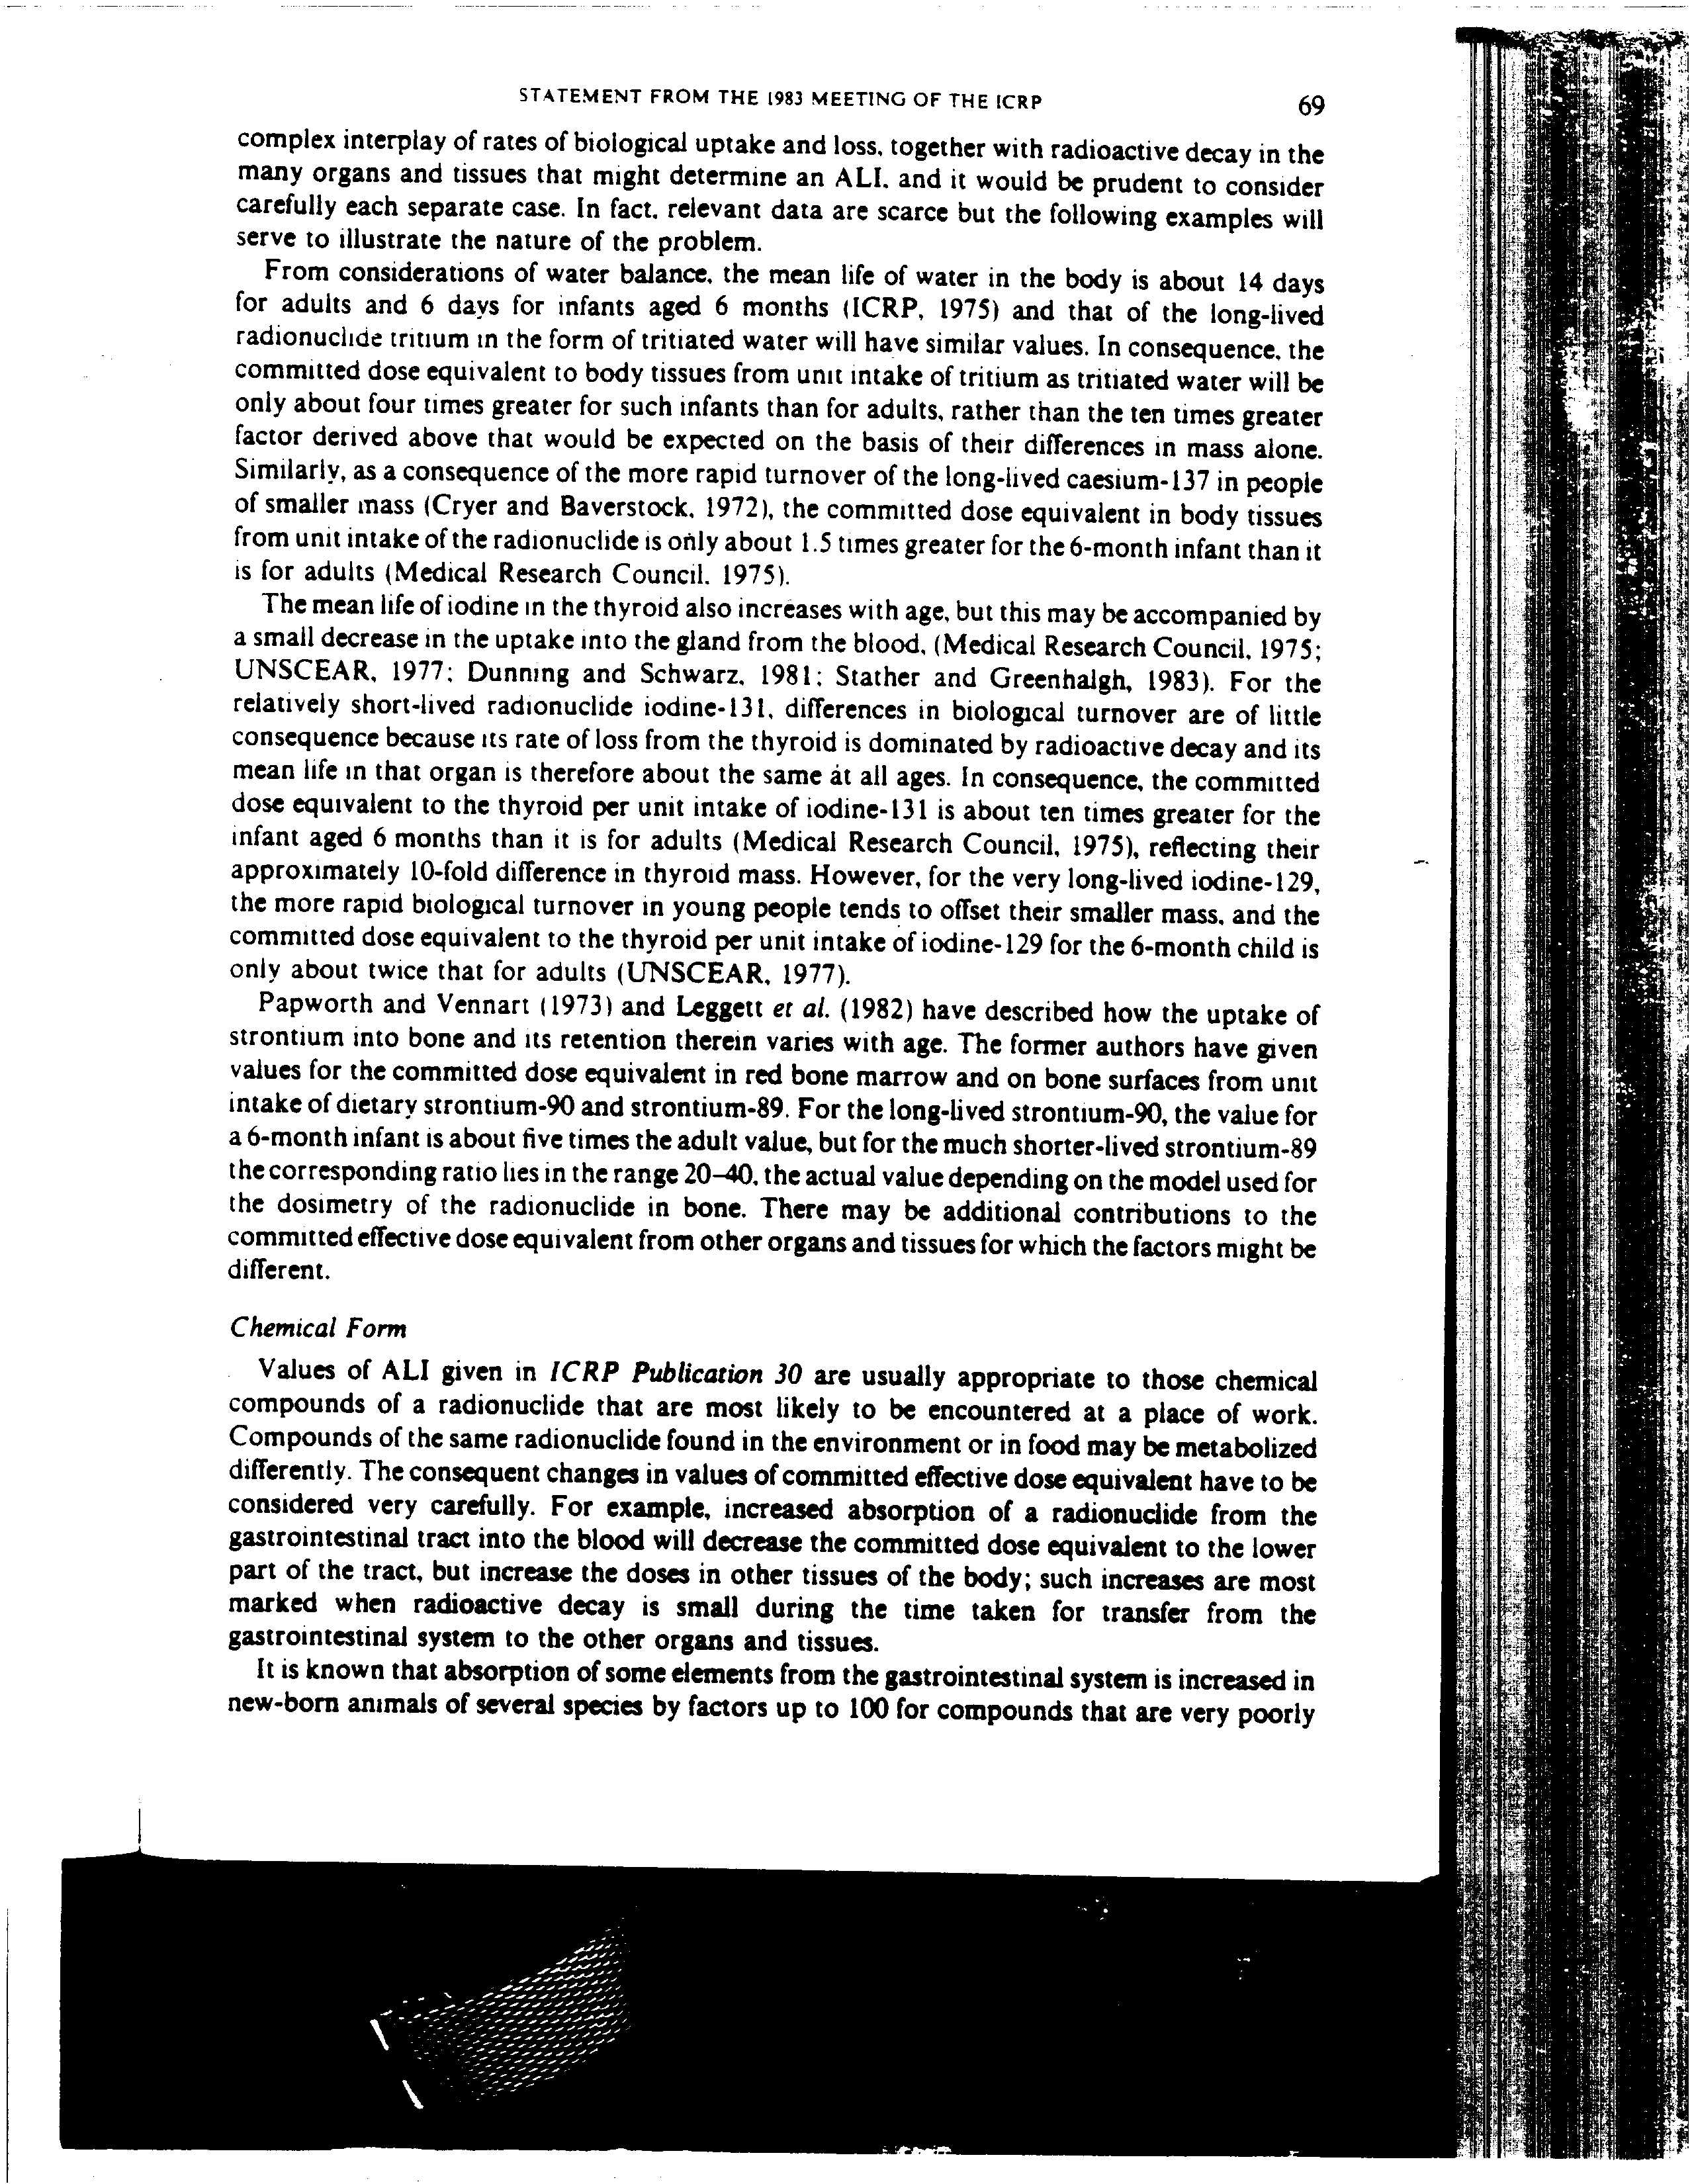 STATEMENT FROM THE 1983 MEETING OF THE ICRP 69
complex interplay of rates of biological uptake and loss, together with radioactive decay in the
many organs and tissues that might determine an ALI, and it would be prudent to consider
carefully each separate case. In fact, relevant data are scarce but the following examples will
serve to illustrate the nature of the problem.
From considerations of water balance, the mean life of water in the body is about 14 days
for adults and 6 days for infants aged 6 months (ICRP, 1975) and that of the long-lived
radionuclide tritium in the form of tritiated water will have similar values. In consequence, the
committed dose equivalent to body tissues from unit intake of tritium as tritiated water will be
only about four times greater for such infants than for adults, rather than the ten times greater
factor derived above that would be expected on the basis of their differences in mass alone.
Similarly, as a consequence of the more rapid turnover of the long-lived caesium-137 in people
of smaller mass (Cryer and Baverstock, 1972), the committed dose equivalent in body tissues
from unit intake of the radionuclide is only about 1.5 times greater for the 6-month infant than it
is for adults (Medical Research Council, 1975).
The mean life of iodine in the thyroid also increases with age, but this may be accompanied by
a small decrease in the uptake into the gland from the blood, (Medical Research Council, 1975;
UNSCEAR, 1977; Dunning and Schwarz, 1981; Stather and Greenhalgh, 1983). For the
relatively short-lived radionuclide iodine-131, differences in biological turnover are of little
consequence because its rate of loss from the thyroid is dominated by radioactive decay and its
mean life in that organ is therefore about the same at all ages. In consequence, the committed
dose equivalent to the thyroid per unit intake of iodine-131 is about ten times greater for the
infant aged 6 months than it is for adults (Medical Research Council, 1975), reflecting their
approximately 10-fold difference in thyroid mass. However, for the very long-lived iodine-129,
the more rapid biological turnover in young people tends to offset their smaller mass, and the
committed dose equivalent to the thyroid per unit intake of iodine-129 for the 6-month child is
only about twice that for adults (UNSCEAR, 1977).
Papworth and Vennart (1973) and Leggett et al. (1982) have described how the uptake of
strontium into bone and its retention therein varies with age. The former authors have given
values for the committed dose equivalent in red bone marrow and on bone surfaces from unit
intake of dietary strontium-90 and strontium-89. For the long-lived strontium-90, the value for
a 6-month infant is about five times the adult value, but for the much shorter-lived strontium-89
the corresponding ratio lies in the range 20–40, the actual value depending on the model used for
the dosimetry of the radionuclide in bone. There may be additional contributions to the
committed effective dose equivalent from other organs and tissues for which the factors might be
different.
Chemical Form
Values of ALI given in ICRP Publication 30 are usually appropriate to those chemical
compounds of a radionuclide that are most likely to be encountered at a place of work.
Compounds of the same radionuclide found in the environment or in food may be metabolized
differently. The consequent changes in values of committed effective dose equivalent have to be
considered very carefully. For example, increased absorption of a radionuclide from the
gastrointestinal tract into the blood will decrease the committed dose equivalent to the lower
part of the tract, but increase the doses in other tissues of the body; such increases are most
marked when radioactive decay is small during the time taken for transfer from the
gastrointestinal system to the other organs and tissues.
It is known that absorption of some elements from the gastrointestinal system is increased in
new-born animals of several species by factors up to 100 for compounds that are very poorly